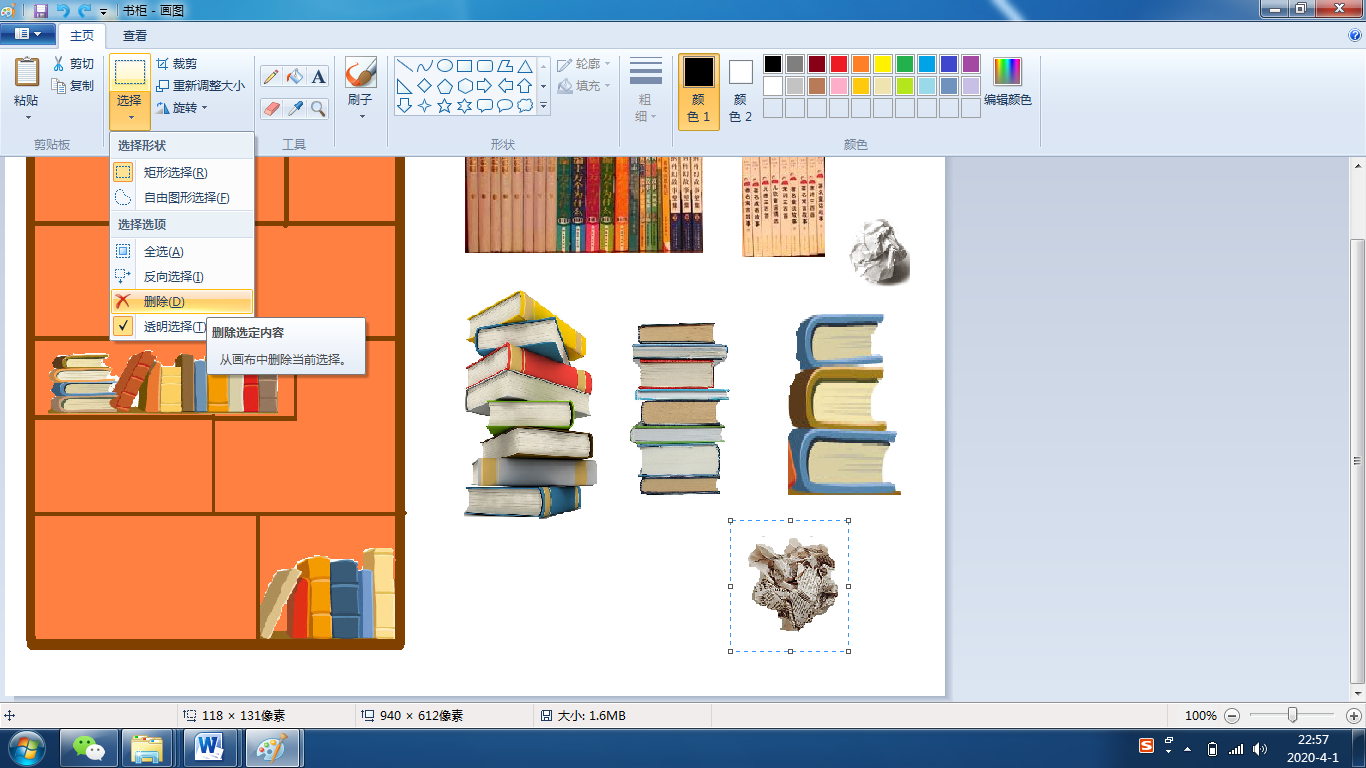 书柜 - 画图
主页
查看
粘贴
剪切
复制
剪贴板
选择
裁剪
重新调整大小
旋转
A
工具
刷子
轮廓
填充
形状
粗
细
颜
色 1
颜
色 2
编辑颜色
颜色
选择形状
矩形选择(R)
自由图形选择(F)
选择选项
全选(A)
反向选择(I)
删除(D)
透明选择(T)
删除选定内容
从画布中删除当前选择。
十万个为什么
118 × 131像素
940 × 612像素
大小: 1.6MB
100%
W
S
22:57
2020-4-1